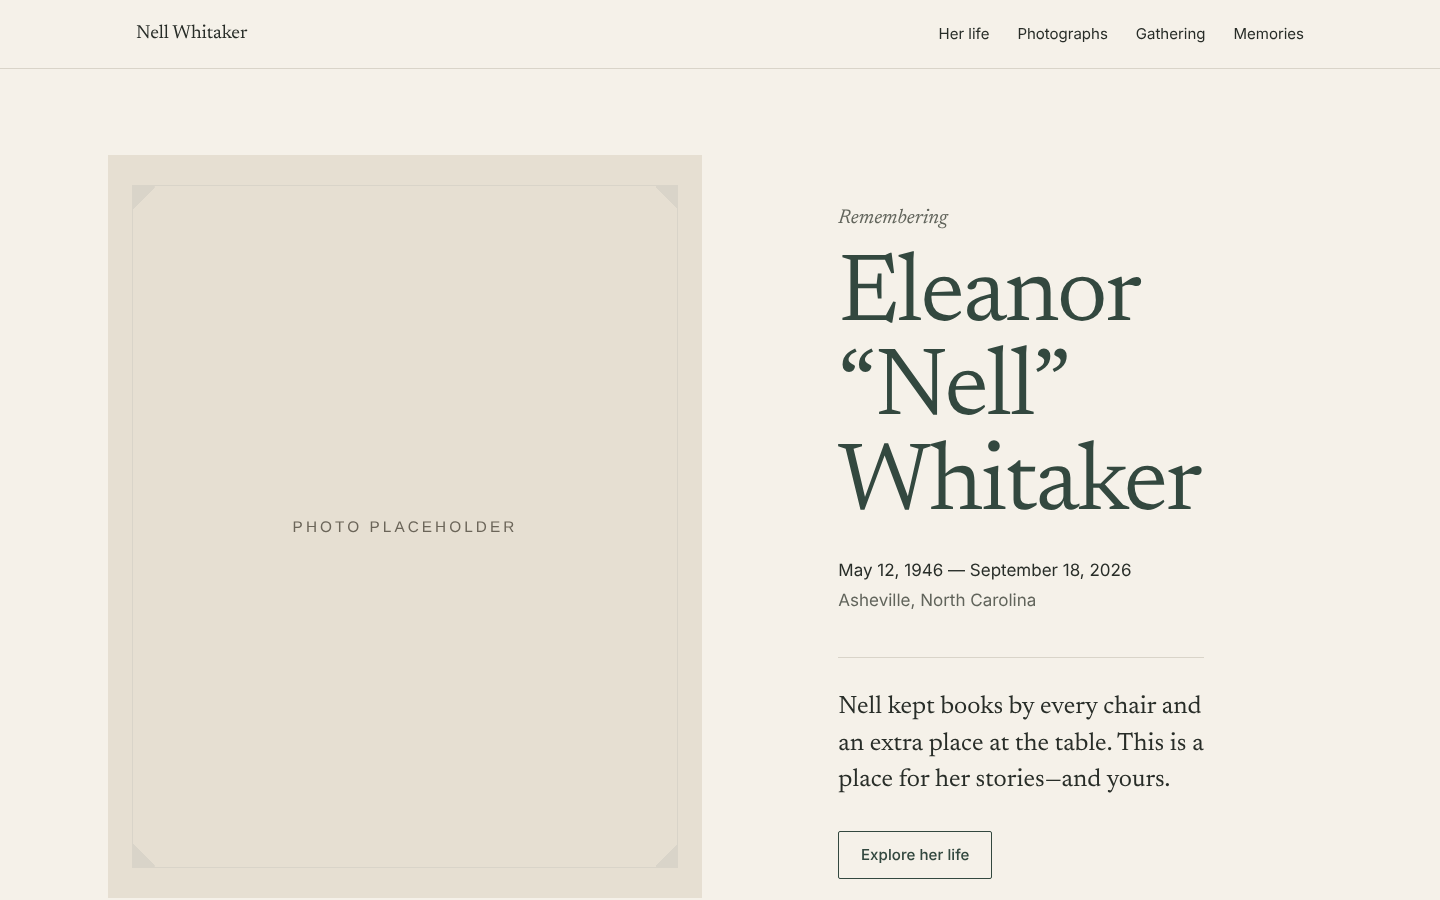 Nell Whitaker
Her life
Photographs
Gathering
Memories
PHOTO PLACEHOLDER
Remembering
Eleanor
“Nell”
Whitaker
May 12, 1946 — September 18, 2026
Asheville, North Carolina
Nell kept books by every chair and
an extra place at the table. This is a
place for her stories—and yours.
Explore her life